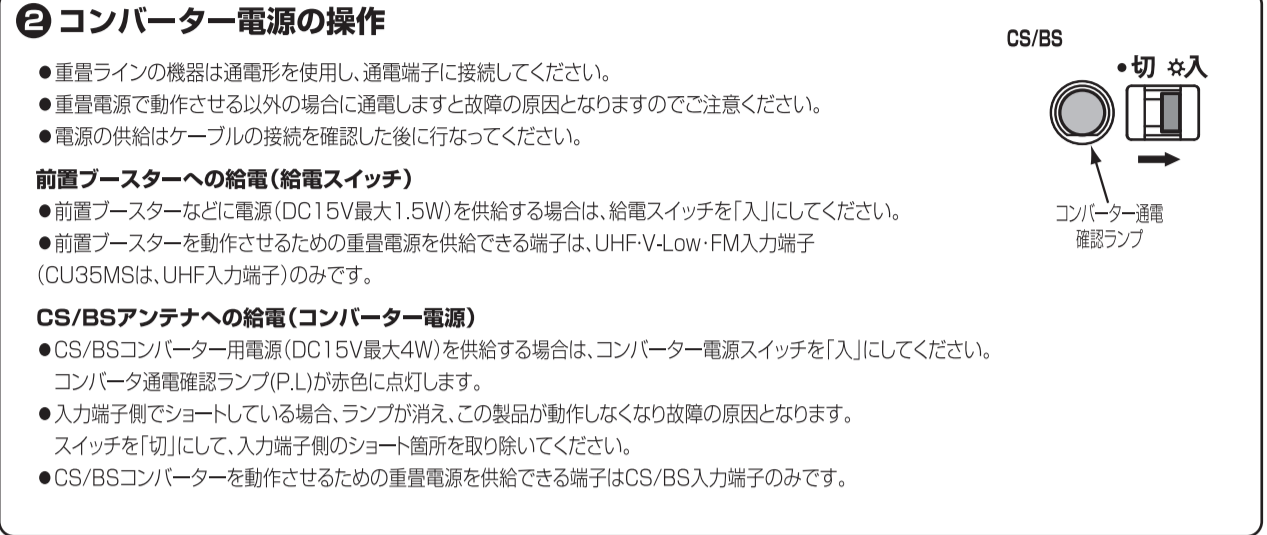 ❷コンバーター電源の操作
●重畳ラインの機器は通電形を使用し、通電端子に接続してください。
●重畳電源で動作させる以外の場合に通電しますと故障の原因となりますのでご注意ください。
●電源の供給はケーブルの接続を確認した後に行なってください。
前置ブースターへの給電(給電スイッチ)
●前置ブースターなどに電源(DC15V最大1.5W)を供給する場合は、給電スイッチを「入」にしてください。
●前置ブースターを動作させるための重畳電源を供給できる端子は、UHF・V-Low・FM入力端子
(CU35MSは、UHF入力端子)のみです。
CS/BSアンテナへの給電(コンバーター電源)
●CS/BSコンバーター用電源(DC15V最大4W)を供給する場合は、コンバーター電源スイッチを「入」にしてください。
コンバータ通電確認ランプ(P.L)が赤色に点灯します。
●入力端子側でショートしている場合、ランプが消え、この製品が動作しなくなり故障の原因となります。
スイッチを「切」にして、入力端子側のショート箇所を取り除いてください。
●CS/BSコンバーターを動作させるための重畳電源を供給できる端子はCS/BS入力端子のみです。
CS/BS
•切 ☼入
コンバーター通電
確認ランプ